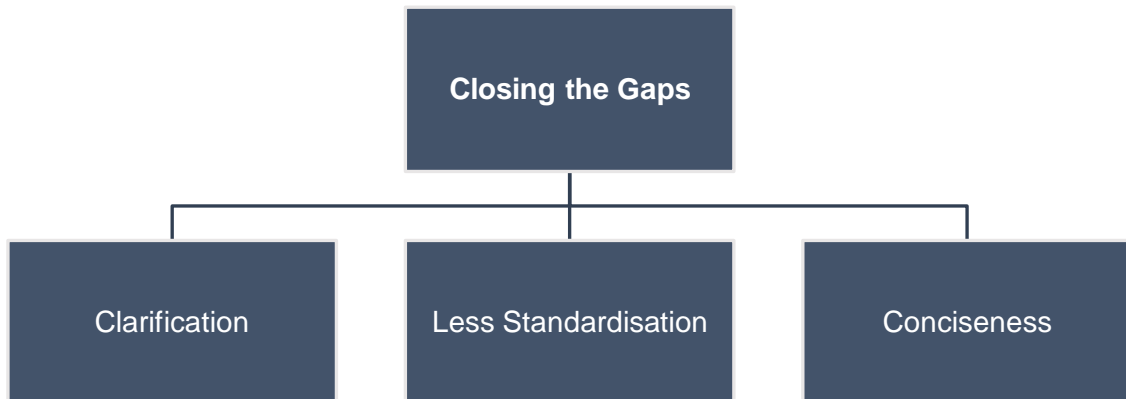 Closing the Gaps
Clarification
Less Standardisation
Conciseness